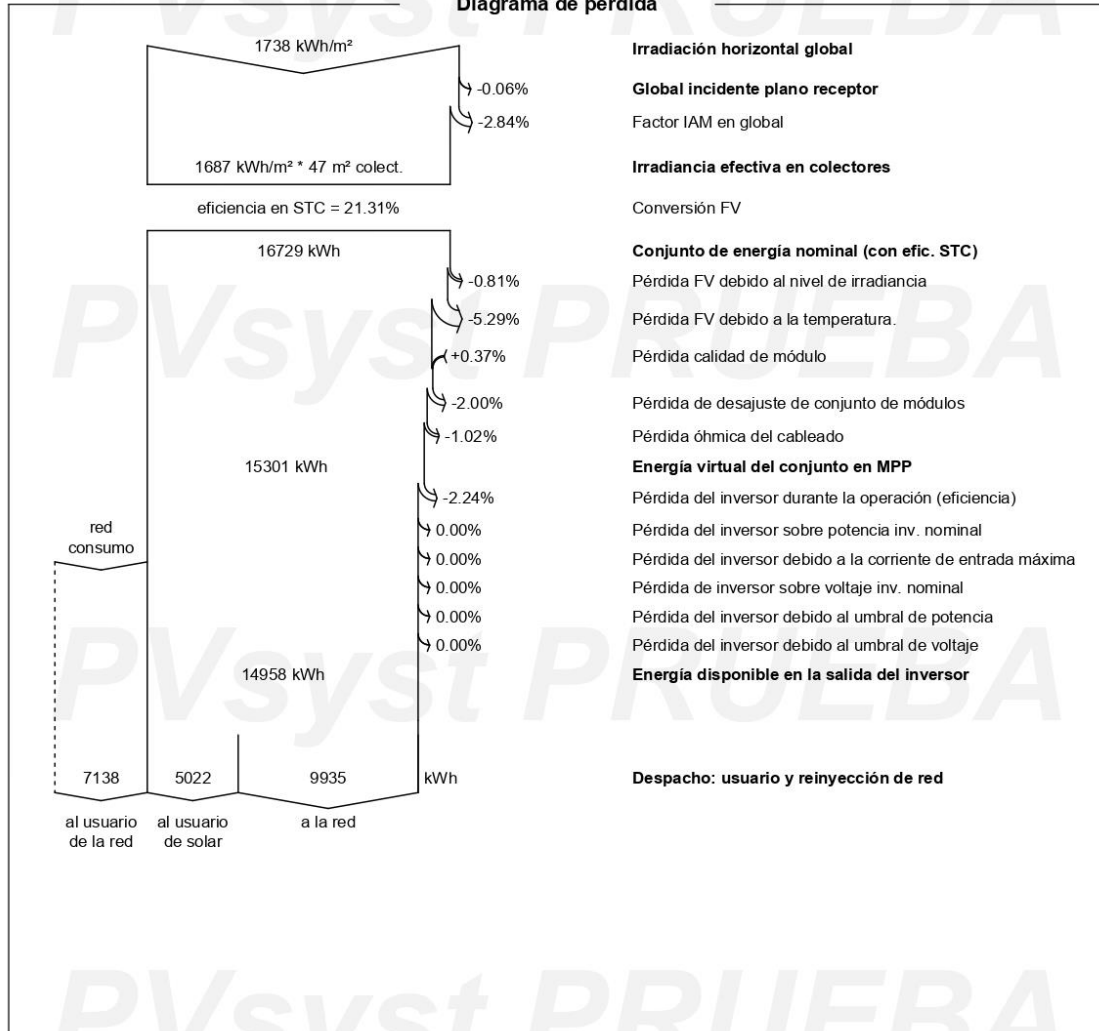 Diagrama de pérdida
1738 kWh/m²
Irradiación horizontal global
-0.06%
Global incidente plano receptor
-2.84%
Factor IAM en global
1687 kWh/m² * 47 m² colect.
Irradiancia efectiva en colectores
eficiencia en STC = 21.31%
Conversión FV
16729 kWh
Conjunto de energía nominal (con efic. STC)
-0.81%
Pérdida FV debido al nivel de irradiancia
-5.29%
Pérdida FV debido a la temperatura.
+0.37%
Pérdida calidad de módulo
-2.00%
Pérdida de desajuste de conjunto de módulos
-1.02%
Pérdida óhmica del cableado
15301 kWh
Energía virtual del conjunto en MPP
-2.24%
Pérdida del inversor durante la operación (eficiencia)
red
consumo
0.00%
Pérdida del inversor sobre potencia inv. nominal
0.00%
Pérdida del inversor debido a la corriente de entrada máxima
0.00%
Pérdida de inversor sobre voltaje inv. nominal
0.00%
Pérdida del inversor debido al umbral de potencia
0.00%
Pérdida del inversor debido al umbral de voltaje
14958 kWh
Energía disponible en la salida del inversor
7138
5022
9935
kWh
Despacho: usuario y reinyección de red
al usuario
de la red
al usuario
de solar
a la red
PVsyst PRUEBA
PVsyst PRUEBA
PVsyst PRUEBA
PVsyst PRUEBA